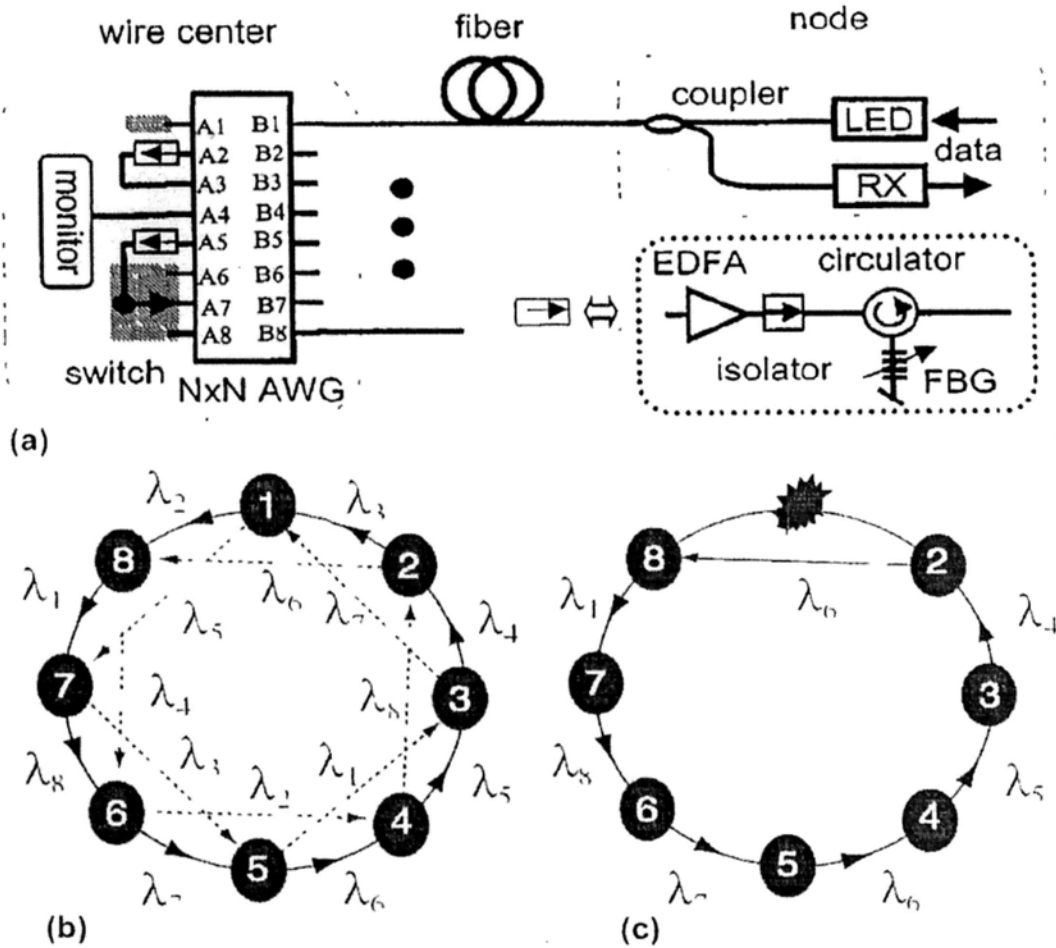 wire center
fiber
node
A1 B1
A2 B2
A3 B3
A4 B4
A5 B5
A6 B6
A7 B7
A8 B8
monitor
switch
NxN AWG
coupler
LED
data
RX
EDFA
circulator
isolator
FBG
(a)
λ2
1
λ3
8
2
λ1
λ6
λ5
λ7
λ4
7
λ4
λ8
3
λ8
λ3
λ1
λ2
λ5
6
4
5
λ7
λ6
(b)
8
2
λ6
λ1
λ4
7
3
λ8
λ5
6
4
5
λ7
λ6
(c)